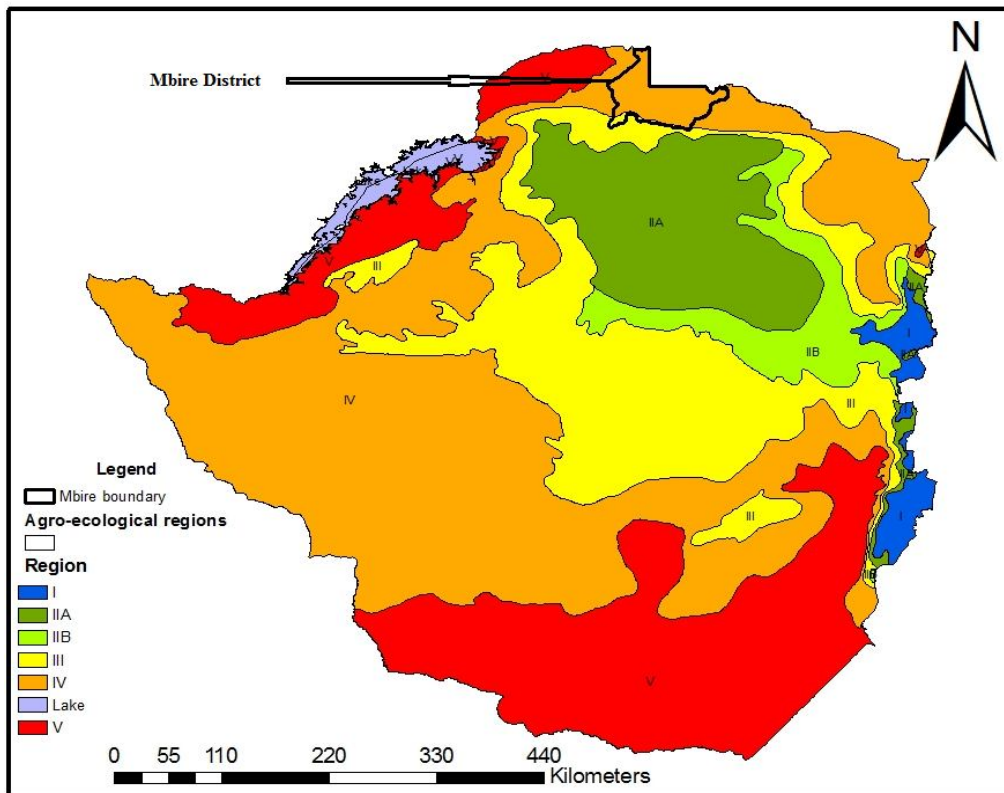 N
Mbire District
V
V
IIA
V
III
IIA
I
IIB
IV
III
III
I
V
Legend
Mbire boundary
Agro-ecological regions
Region
I
IIA
IIB
III
IV
Lake
V
0 55 110 220 330 440
Kilometers